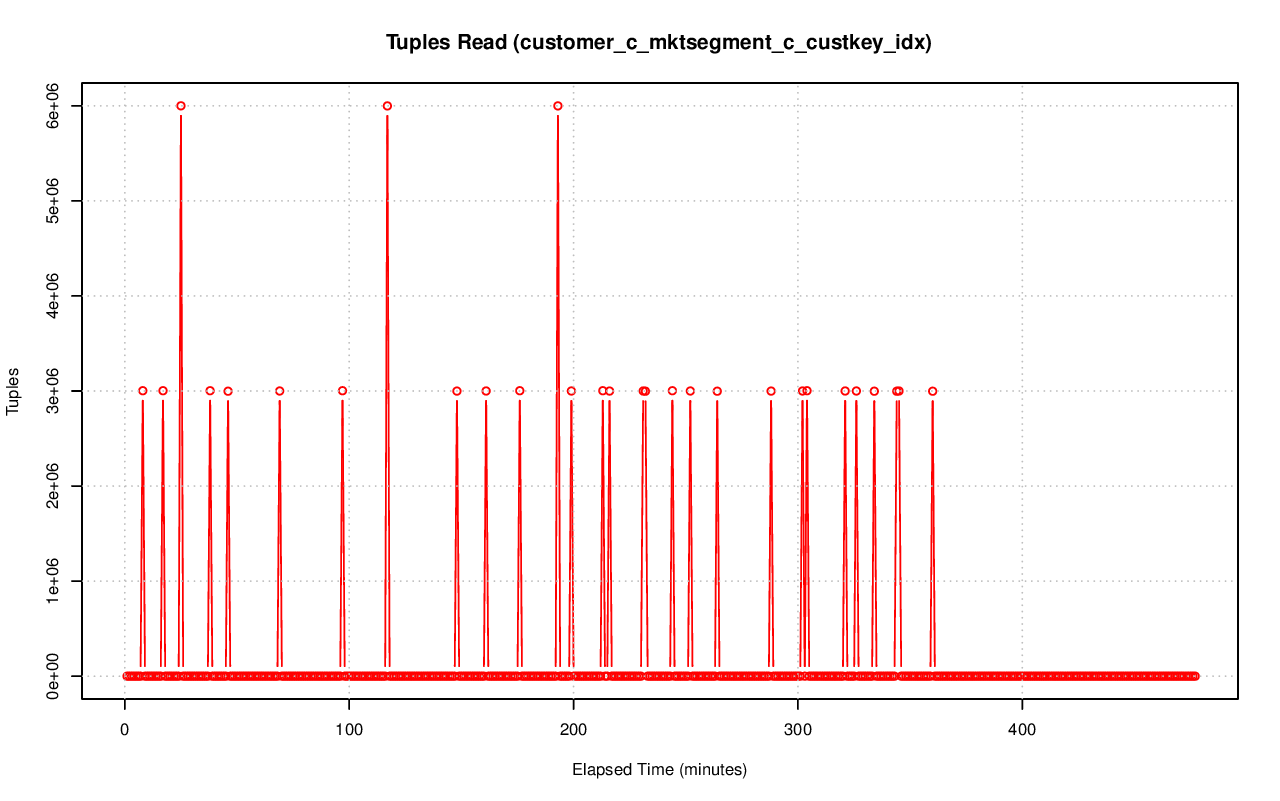 Tuples Read (customer_c_mktsegment_c_custkey_idx)
6e+06
5e+06
4e+06
3e+06
2e+06
1e+06
0e+00
Tuples
0
100
200
300
400
Elapsed Time (minutes)